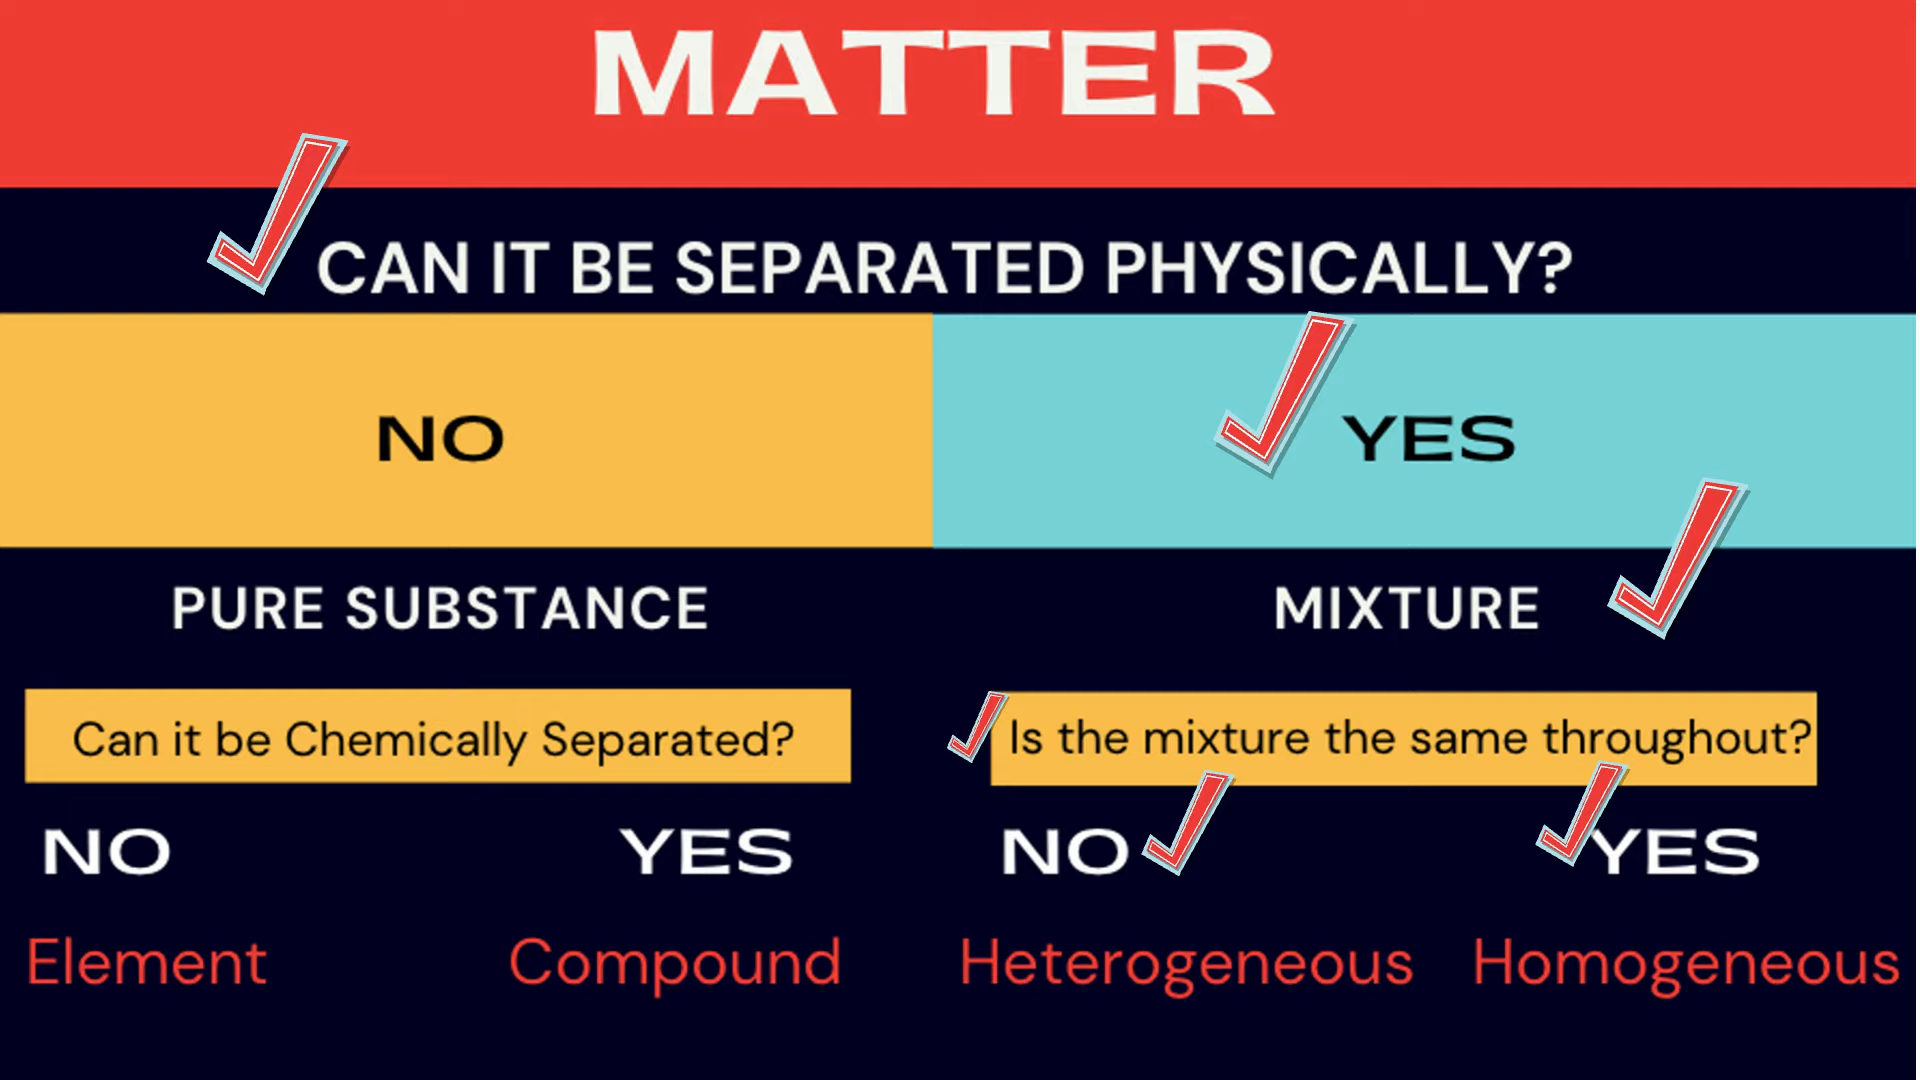 MATTER
CAN IT BE SEPARATED PHYSICALLY?
NO
YES
PURE SUBSTANCE
MIXTURE
Can it be Chemically Separated?
Is the mixture the same throughout?
NO
YES
NO
YES
Element
Compound
Heterogeneous
Homogeneous